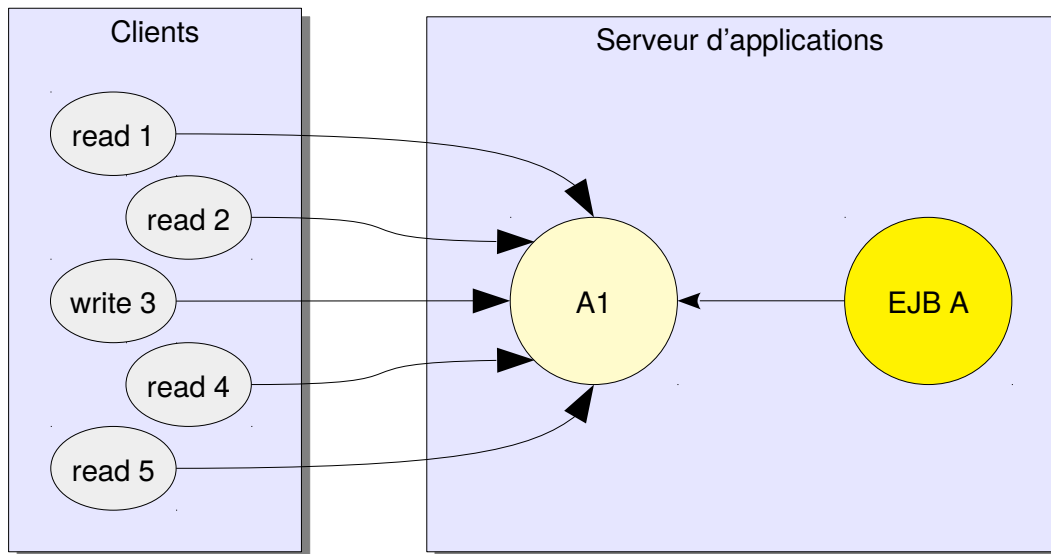 Clients
read 1
read 2
write 3
read 4
read 5
Serveur d'applications
A1
EJB A